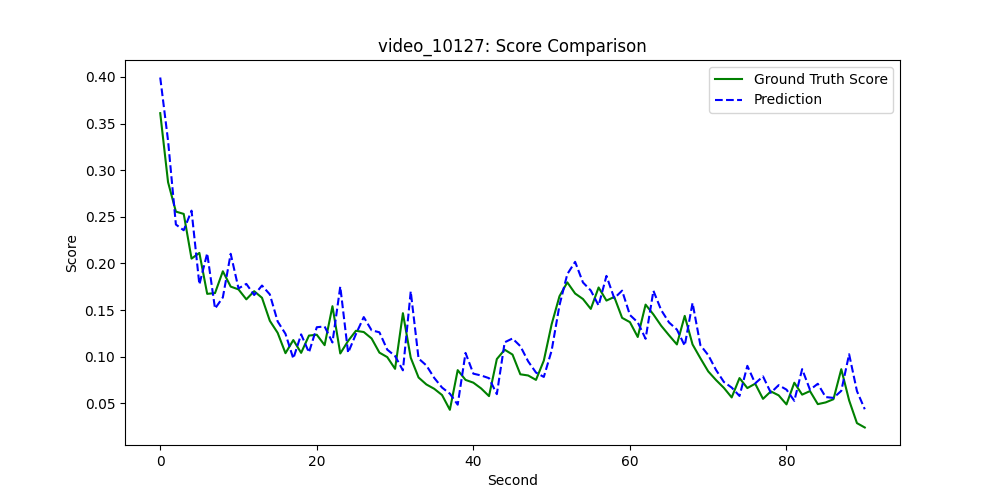 video_10127: Score Comparison
Ground Truth Score
Prediction
Score
0.40
0.35
0.30
0.25
0.20
0.15
0.10
0.05
0 20 40 60 80
Second